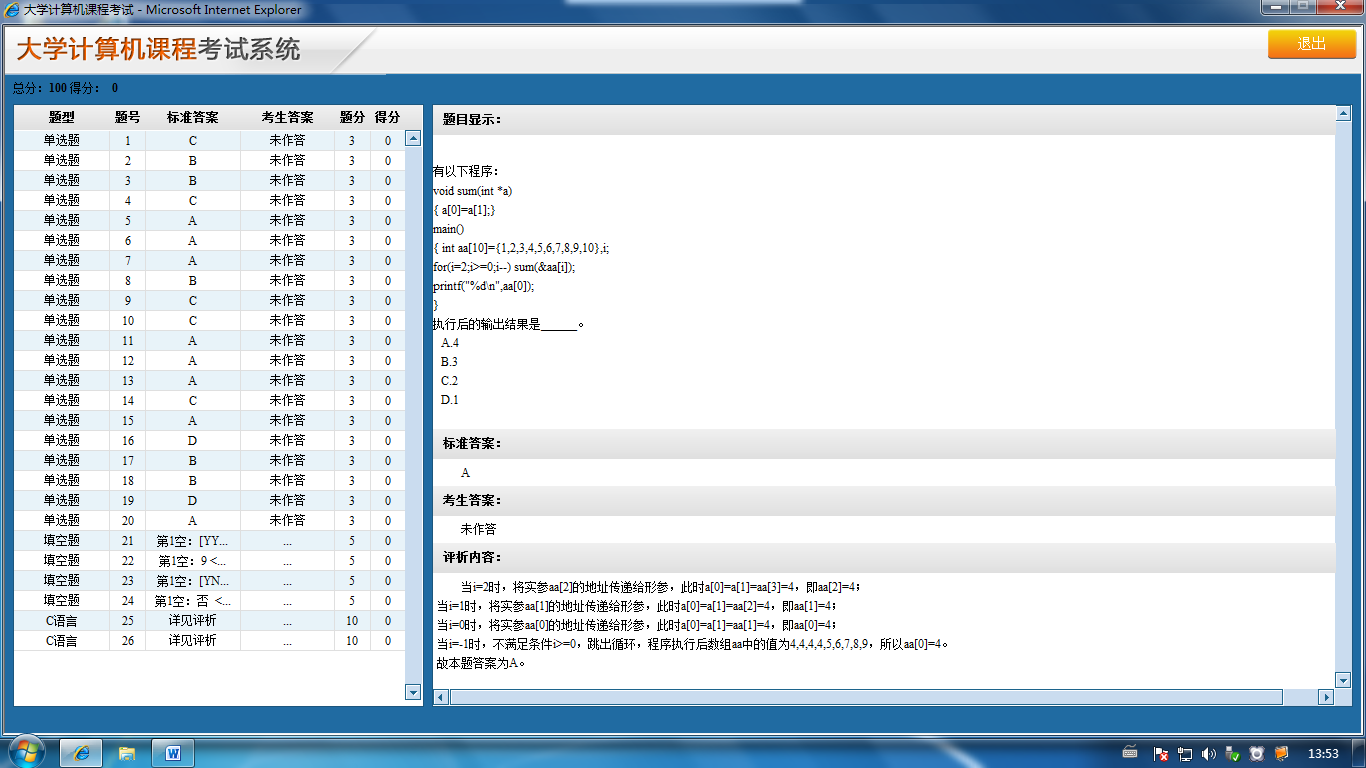 大学计算机课程考试 - Microsoft Internet Explorer
大学计算机课程考试系统
退出
总分：100 得分： 0
题型 题号 标准答案 考生答案 题分 得分
单选题 1 C 未作答 3 0
单选题 2 B 未作答 3 0
单选题 3 B 未作答 3 0
单选题 4 C 未作答 3 0
单选题 5 A 未作答 3 0
单选题 6 A 未作答 3 0
单选题 7 A 未作答 3 0
单选题 8 B 未作答 3 0
单选题 9 C 未作答 3 0
单选题 10 C 未作答 3 0
单选题 11 A 未作答 3 0
单选题 12 A 未作答 3 0
单选题 13 A 未作答 3 0
单选题 14 C 未作答 3 0
单选题 15 A 未作答 3 0
单选题 16 D 未作答 3 0
单选题 17 B 未作答 3 0
单选题 18 B 未作答 3 0
单选题 19 D 未作答 3 0
单选题 20 A 未作答 3 0
填空题 21 第1空：[YY... ... 5 0
填空题 22 第1空：9 <... ... 5 0
填空题 23 第1空：[YN... ... 5 0
填空题 24 第1空：否 <... ... 5 0
C语言 25 详见评析 ... 10 0
C语言 26 详见评析 ... 10 0
题目显示：
有以下程序：
void sum(int *a)
{ a[0]=a[1];}
main()
{ int aa[10]={1,2,3,4,5,6,7,8,9,10},i;
for(i=2;i>=0;i--) sum(&aa[i]);
printf("%d\n",aa[0]);
}
执行后的输出结果是______。
A.4
B.3
C.2
D.1
标准答案：
A
考生答案：
未作答
评析内容：
当i=2时，将实参aa[2]的地址传递给形参，此时a[0]=a[1]=aa[3]=4，即aa[2]=4；
当i=1时，将实参aa[1]的地址传递给形参，此时a[0]=a[1]=aa[2]=4，即aa[1]=4；
当i=0时，将实参aa[0]的地址传递给形参，此时a[0]=a[1]=aa[1]=4，即aa[0]=4；
当i=-1时，不满足条件i>=0，跳出循环，程序执行后数组aa中的值为4,4,4,4,5,6,7,8,9，所以aa[0]=4。
故本题答案为A。
13:53